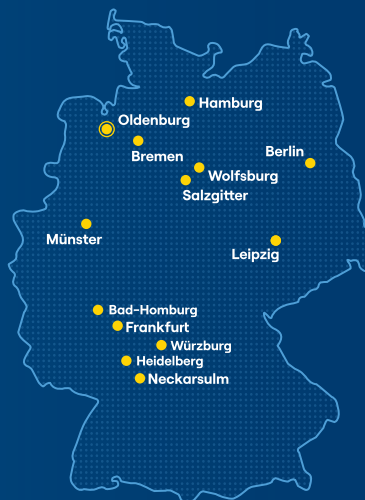 Hamburg
Oldenburg
Bremen
Berlin
Wolfsburg
Salzgitter
Münster
Leipzig
Bad-Homburg
Frankfurt
Würzburg
Heidelberg
Neckarsulm